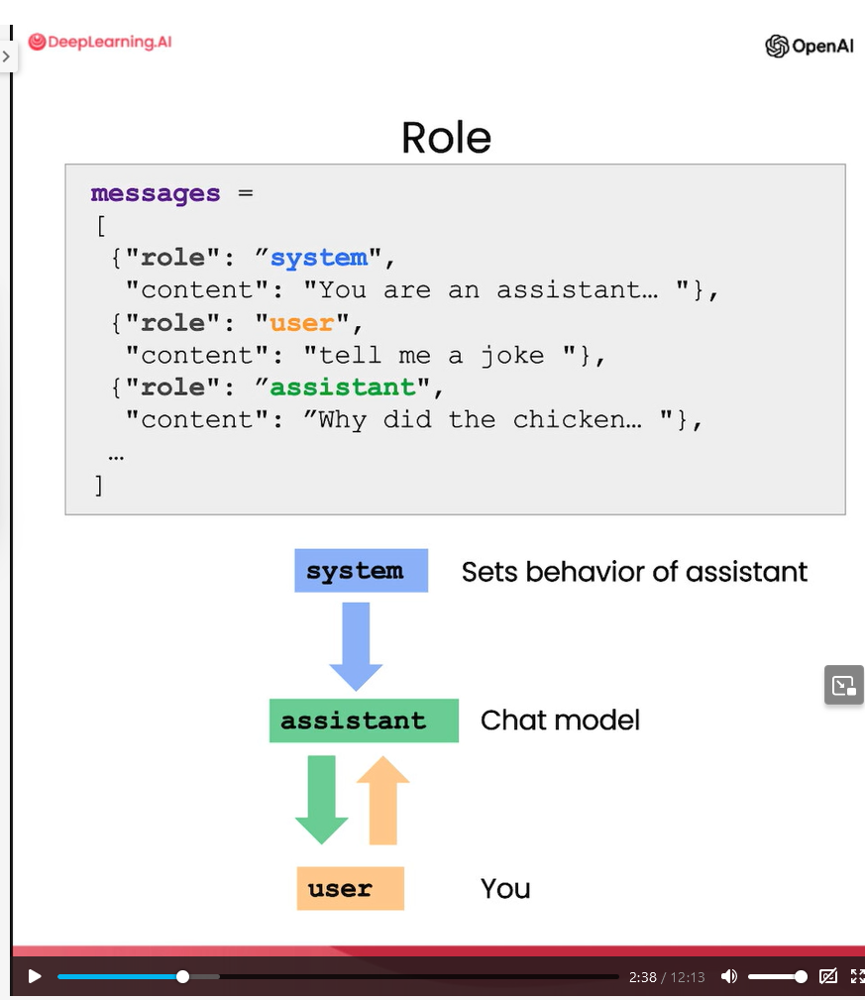 DeepLearning.AI
OpenAI
Role
messages =
[
{"role": ”system",
"content": "You are an assistant… "},
{"role": "user",
"content": "tell me a joke "},
{"role": ”assistant",
"content": ”Why did the chicken… "},
…
]
system Sets behavior of assistant
assistant Chat model
user You
2:38 / 12:13